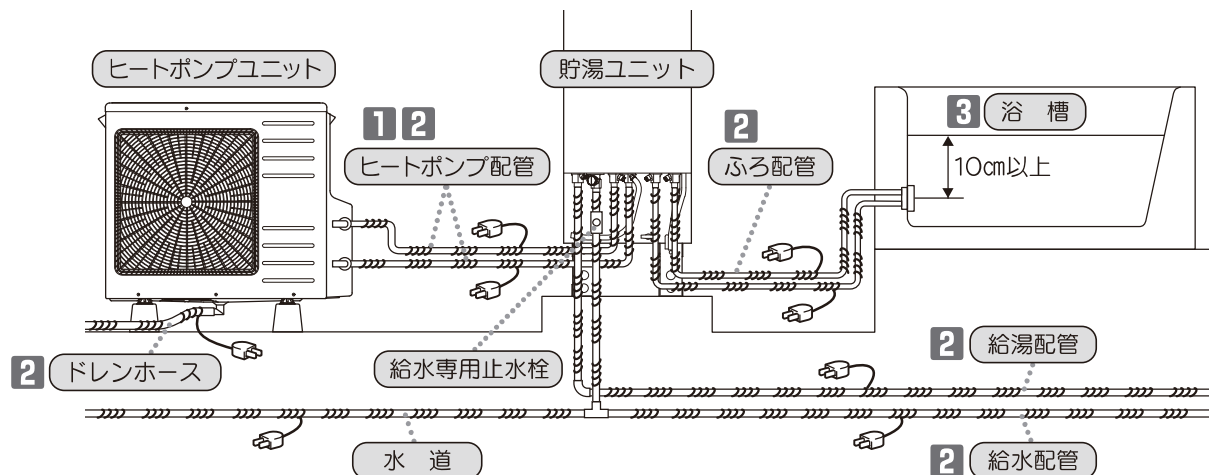 ヒートポンプユニット
貯湯ユニット
1 2
ヒートポンプ配管
2
ふろ配管
3 浴 槽
10cm以上
2 ドレンホース
給水専用止水栓
2 給湯配管
水 道
2 給水配管